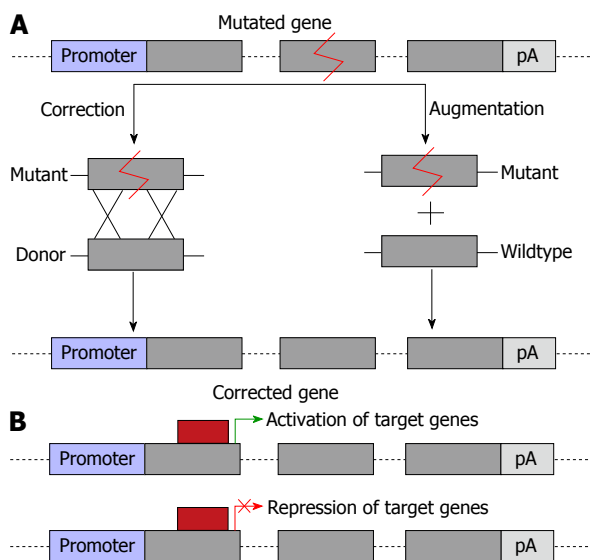 A
Mutated gene
Promoter
pA
Correction
Augmentation
Mutant
Mutant
Donor
Wildtype
Promoter
pA
Corrected gene
B
Activation of target genes
Promoter
pA
Repression of target genes
Promoter
pA